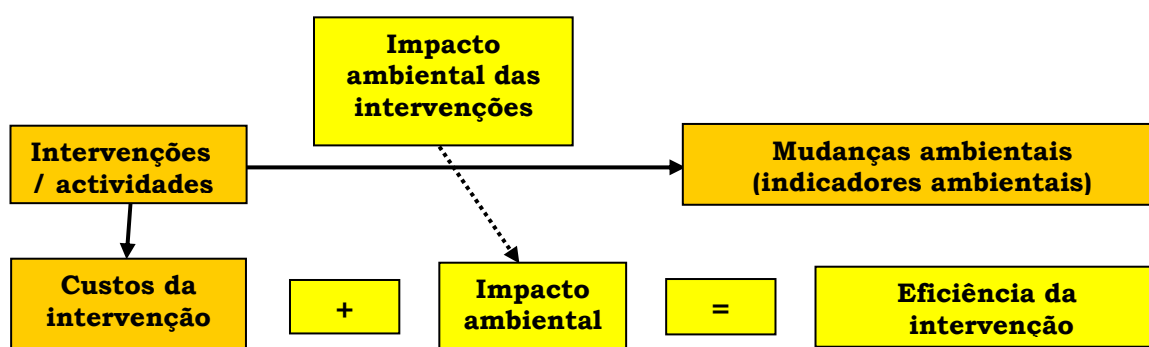 Impacto
ambiental das
intervenções
Intervenções
/ actividades
Mudanças ambientais
(indicadores ambientais)
Custos da
intervenção
+
Impacto
ambiental
=
Eficiência da
intervenção